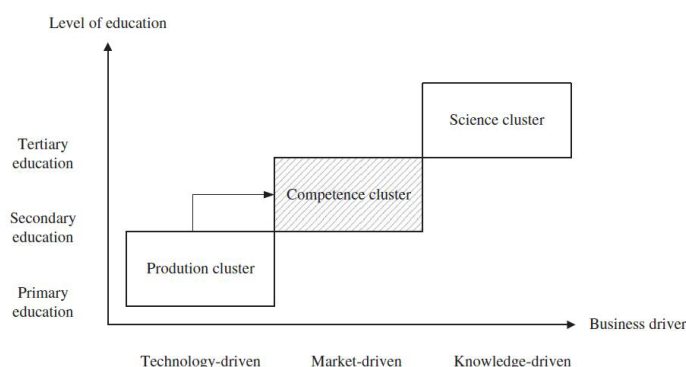 Level of education
Science cluster
Tertiary
education
Competence cluster
Secondary
education
Prodution cluster
Primary
education
Business driver
Technology-driven Market-driven Knowledge-driven